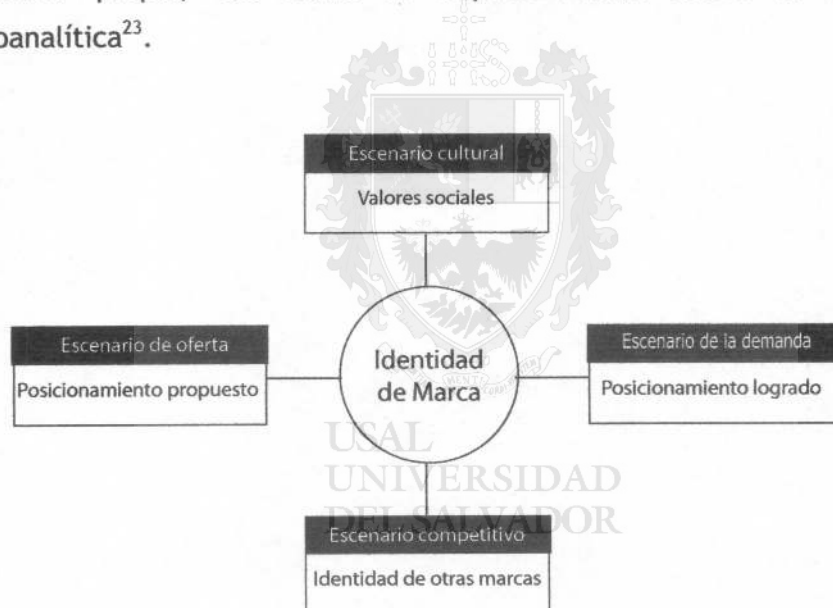 panalítica²³.
Escenario cultural
Valores sociales
Escenario de oferta
Posicionamiento propuesto
Identidad
de Marca
Escenario de la demanda
Posicionamiento logrado
USAL
UNIVERSIDAD
DEL SALVADOR
Escenario competitivo
Identidad de otras marcas